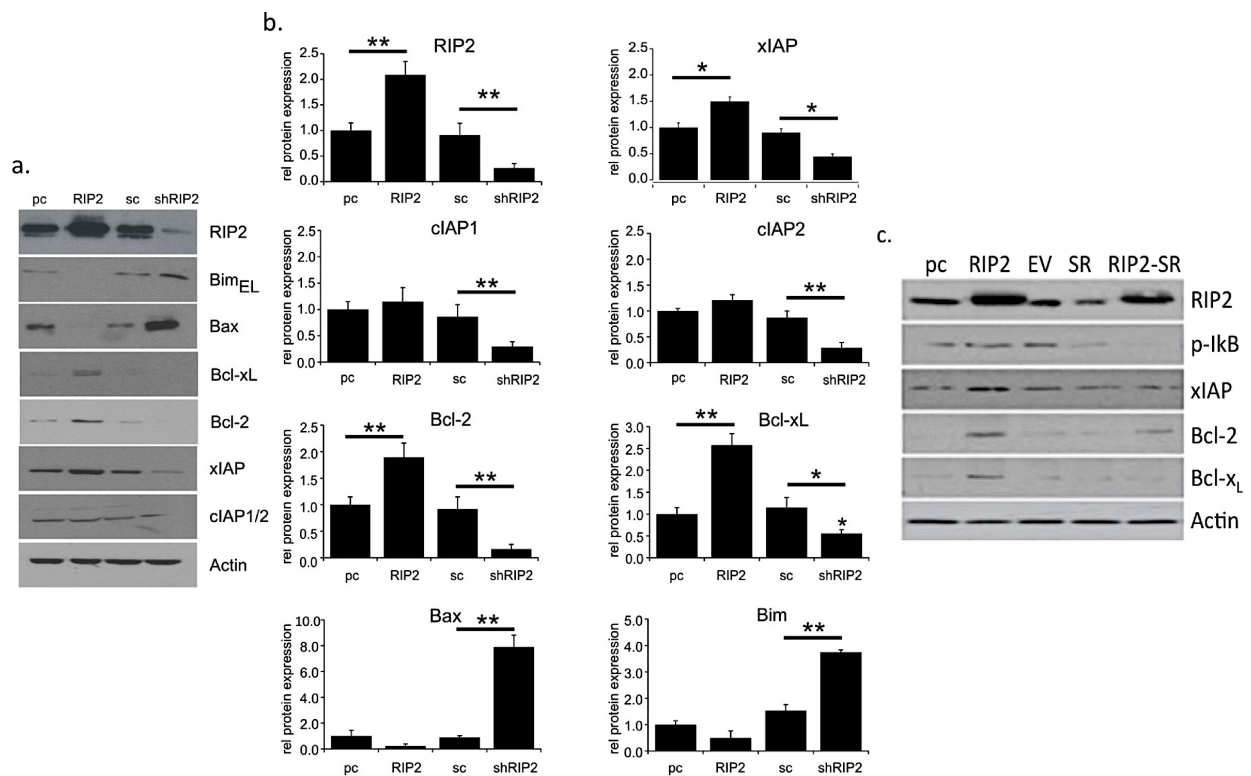 a.
pc RIP2 sc shRIP2
RIP2
BimEL
Bax
Bcl-xL
Bcl-2
xIAP
cIAP1/2
Actin
b.
RIP2
rel protein expression
2.5
2.0
1.5
1.0
0.5
0.0
** **
pc RIP2 sc shRIP2
xIAP
rel protein expression
2.5
2.0
1.5
1.0
0.5
0.0
* *
pc RIP2 sc shRIP2
cIAP1
rel protein expression
2.5
2.0
1.5
1.0
0.5
0.0
**
pc RIP2 sc shRIP2
cIAP2
rel protein expression
2.5
2.0
1.5
1.0
0.5
0.0
**
pc RIP2 sc shRIP2
Bcl-2
rel protein expression
2.5
2.0
1.5
1.0
0.5
0.0
** **
pc RIP2 sc shRIP2
Bcl-xL
rel protein expression
3.0
2.5
2.0
1.5
1.0
0.5
0.0
** * *
pc RIP2 sc shRIP2
Bax
rel protein expression
10.0
8.0
6.0
4.0
2.0
0.0
**
pc RIP2 sc shRIP2
Bim
rel protein expression
5.0
4.0
3.0
2.0
1.0
0.0
**
pc RIP2 sc shRIP2
c.
pc RIP2 EV SR RIP2-SR
RIP2
p-IkB
xIAP
Bcl-2
Bcl-xL
Actin